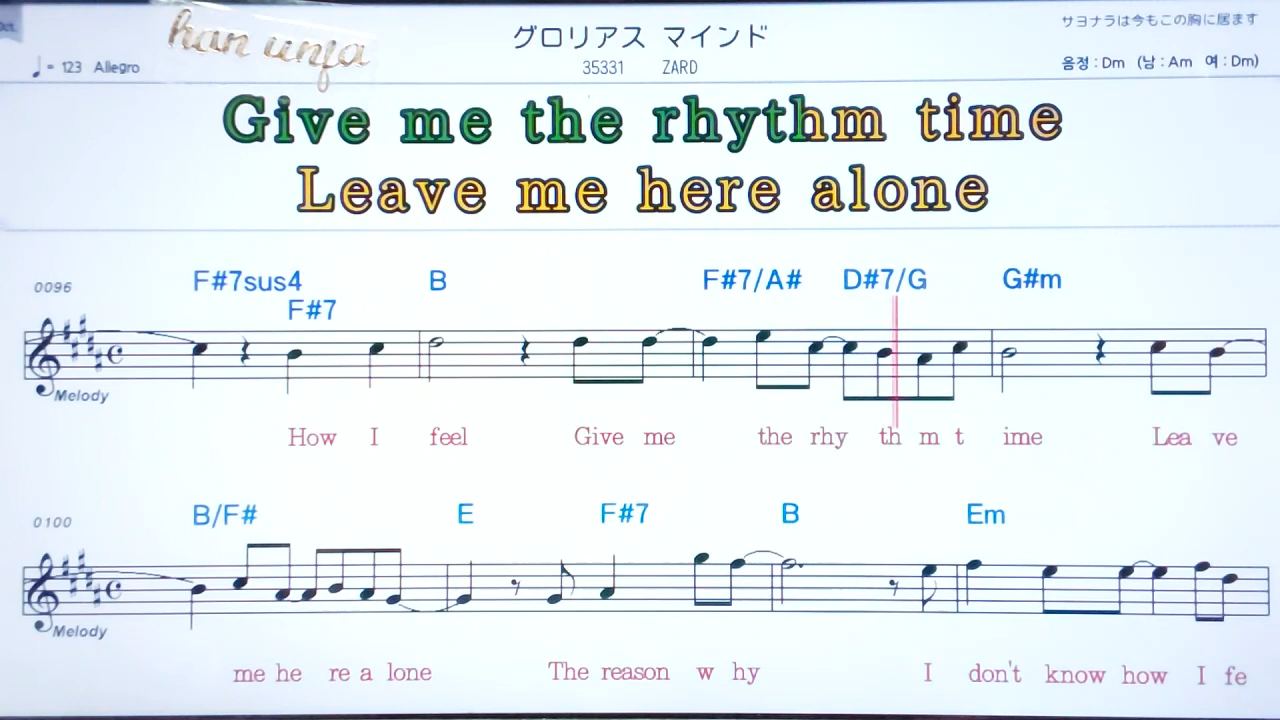 Oct.
han unja
グロリアス マインド
サヨナラは今もこの胸に居ます
♩= 123 Allegro
35331 ZARD
음정 : Dm (남 : Am 여 : Dm)
Give me the rhythm time
Leave me here alone
0096
F#7sus4 B F#7/A# D#7/G G#m
F#7
Melody
How I feel Give me the rhy th m t ime Lea ve
0100
B/F# E F#7 B Em
Melody
me he re a lone The reason w hy I don't know how I fe